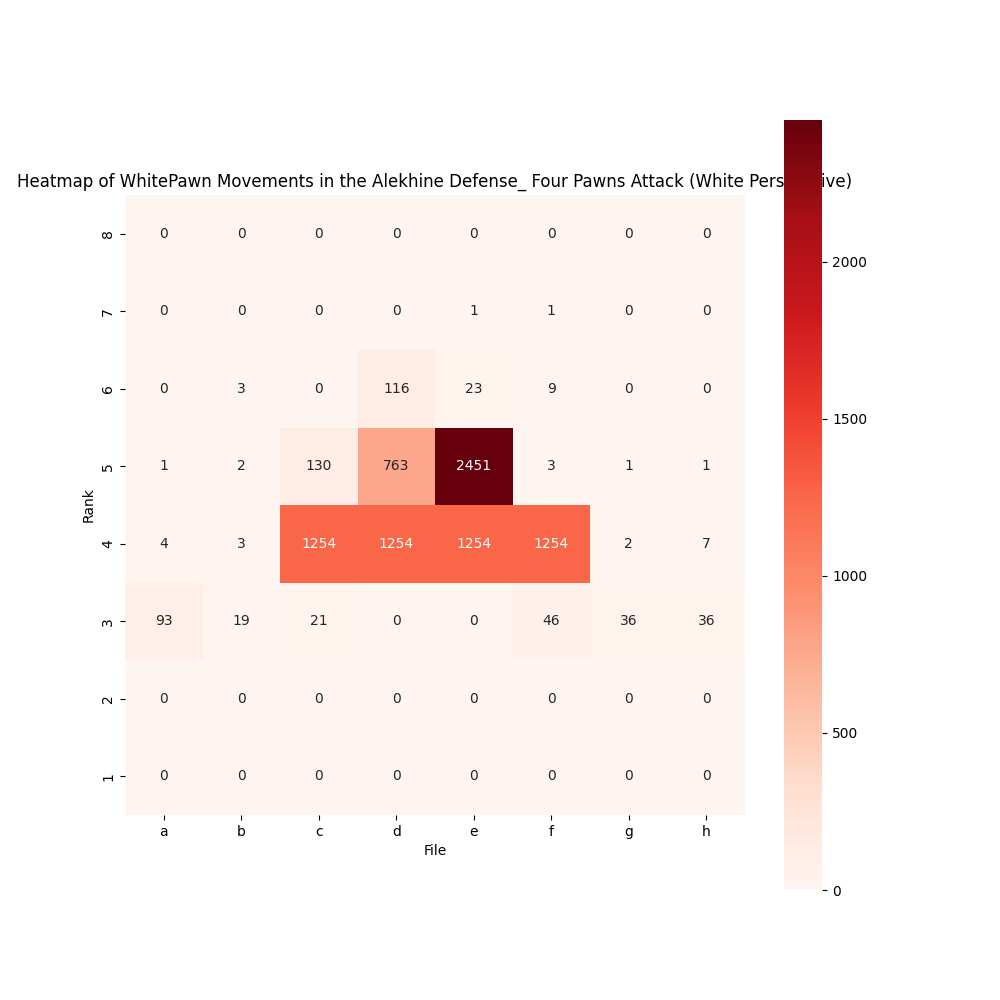 Heatmap of WhitePawn Movements in the Alekhine Defense_ Four Pawns Attack (White Perspective)
8 0 0 0 0 0 0 0 0
7 0 0 0 0 1 1 0 0
6 0 3 0 116 23 9 0 0
5 1 2 130 763 2451 3 1 1
Rank
4 4 3 1254 1254 1254 1254 2 7
3 93 19 21 0 0 46 36 36
2 0 0 0 0 0 0 0 0
1 0 0 0 0 0 0 0 0
a b c d e f g h
File
2000
1500
1000
500
0